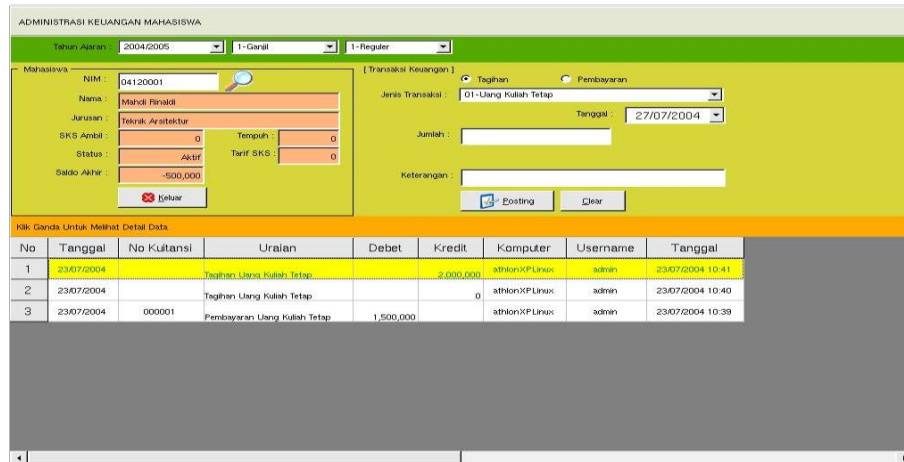 ADMINISTRASI KEUANGAN MAHASISWA
Tahun Ajaran : 2004/2005 1-Ganjil 1-Reguler
Mahasiswa
NIM : 04120001
Nama : Mahdi Rinaldi
Jurusan : Teknik Arsitektur
SKS Ambil : 0 Tempuh : 0
Status : Aktif Tarif SKS : 0
Saldo Akhir : -500,000
Keluar
[ Transaksi Keuangan ]
Tagihan Pembayaran
Jenis Transaksi : 01-Uang Kuliah Tetap
Tanggal : 27/07/2004
Jumlah :
Keterangan :
Posting Clear
Klik Ganda Untuk Melihat Detail Data
No Tanggal No Kuitansi Uraian Debet Kredit Komputer Username Tanggal
1 23/07/2004 Tagihan Uang Kuliah Tetap 2,000,000 athlonXPLinux admin 23/07/2004 10:41
2 23/07/2004 Tagihan Uang Kuliah Tetap 0 athlonXPLinux admin 23/07/2004 10:40
3 23/07/2004 000001 Pembayaran Uang Kuliah Tetap 1,500,000 athlonXPLinux admin 23/07/2004 10:39